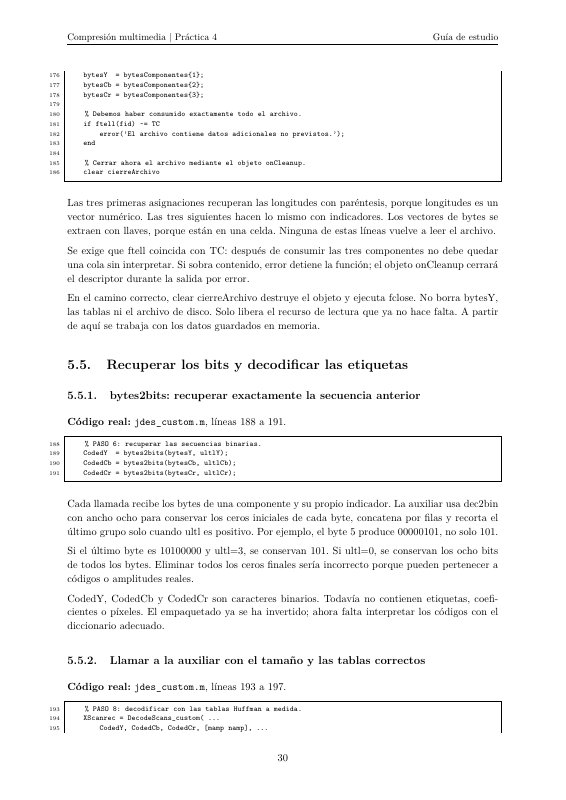 Compresión multimedia | Práctica 4
Guía de estudio
176 bytesY  = bytesComponentes{1};
177 bytesCb = bytesComponentes{2};
178 bytesCr = bytesComponentes{3};
179
180 % Debemos haber consumido exactamente todo el archivo.
181 if ftell(fid) ~= TC
182     error('El archivo contiene datos adicionales no previstos.');
183 end
184
185 % Cerrar ahora el archivo mediante el objeto onCleanup.
186 clear cierreArchivo
Las tres primeras asignaciones recuperan las longitudes con paréntesis, porque longitudes es un
vector numérico. Las tres siguientes hacen lo mismo con indicadores. Los vectores de bytes se
extraen con llaves, porque están en una celda. Ninguna de estas líneas vuelve a leer el archivo.
Se exige que ftell coincida con TC: después de consumir las tres componentes no debe quedar
una cola sin interpretar. Si sobra contenido, error detiene la función; el objeto onCleanup cerrará
el descriptor durante la salida por error.
En el camino correcto, clear cierreArchivo destruye el objeto y ejecuta fclose. No borra bytesY,
las tablas ni el archivo de disco. Solo libera el recurso de lectura que ya no hace falta. A partir
de aquí se trabaja con los datos guardados en memoria.
5.5. Recuperar los bits y decodificar las etiquetas
5.5.1. bytes2bits: recuperar exactamente la secuencia anterior
Código real: jdes_custom.m, líneas 188 a 191.
188 % PASO 6: recuperar las secuencias binarias.
189 CodedY  = bytes2bits(bytesY, ultlY);
190 CodedCb = bytes2bits(bytesCb, ultlCb);
191 CodedCr = bytes2bits(bytesCr, ultlCr);
Cada llamada recibe los bytes de una componente y su propio indicador. La auxiliar usa dec2bin
con ancho ocho para conservar los ceros iniciales de cada byte, concatena por filas y recorta el
último grupo solo cuando ultl es positivo. Por ejemplo, el byte 5 produce 00000101, no solo 101.
Si el último byte es 10100000 y ultl=3, se conservan 101. Si ultl=0, se conservan los ocho bits
de todos los bytes. Eliminar todos los ceros finales sería incorrecto porque pueden pertenecer a
códigos o amplitudes reales.
CodedY, CodedCb y CodedCr son caracteres binarios. Todavía no contienen etiquetas, coefi-
cientes o píxeles. El empaquetado ya se ha invertido; ahora falta interpretar los códigos con el
diccionario adecuado.
5.5.2. Llamar a la auxiliar con el tamaño y las tablas correctos
Código real: jdes_custom.m, líneas 193 a 197.
193 % PASO 8: decodificar con las tablas Huffman a medida.
194 XScanrec = DecodeScans_custom( ...
195     CodedY, CodedCb, CodedCr, [mamp namp], ...
30